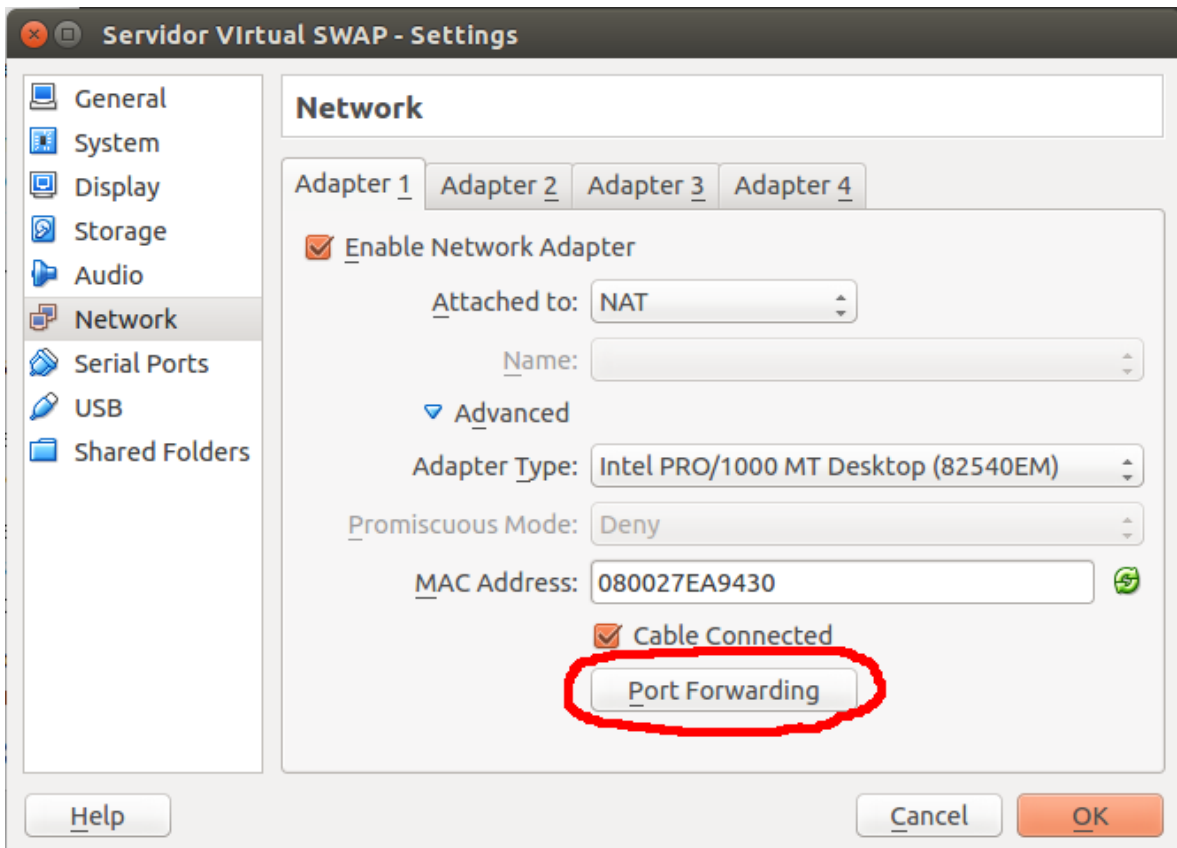 Servidor VIrtual SWAP - Settings
General
System
Display
Storage
Audio
Network
Serial Ports
USB
Shared Folders
Network
Adapter 1 Adapter 2 Adapter 3 Adapter 4
Enable Network Adapter
Attached to: NAT
Name:
Advanced
Adapter Type: Intel PRO/1000 MT Desktop (82540EM)
Promiscuous Mode: Deny
MAC Address: 080027EA9430
Cable Connected
Port Forwarding
Help Cancel OK